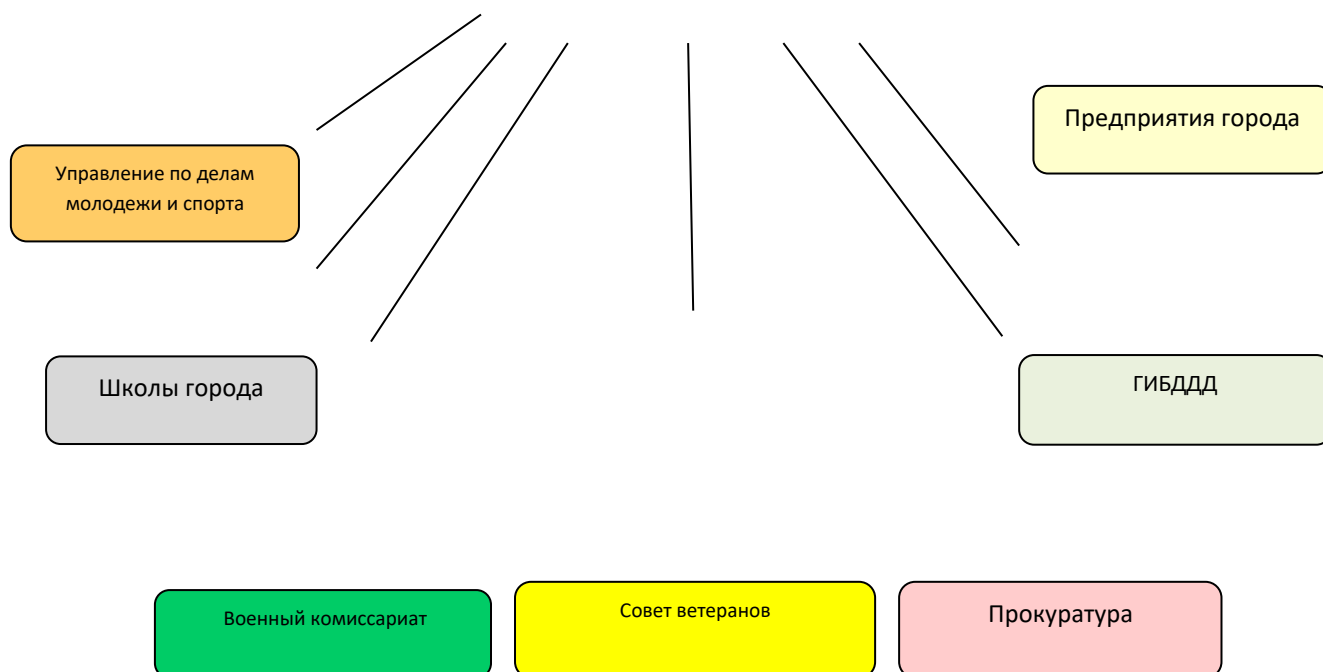 Предприятия города
Управление по делам
молодежи и спорта
Школы города
ГИБДДД
Военный комиссариат
Совет ветеранов
Прокуратура